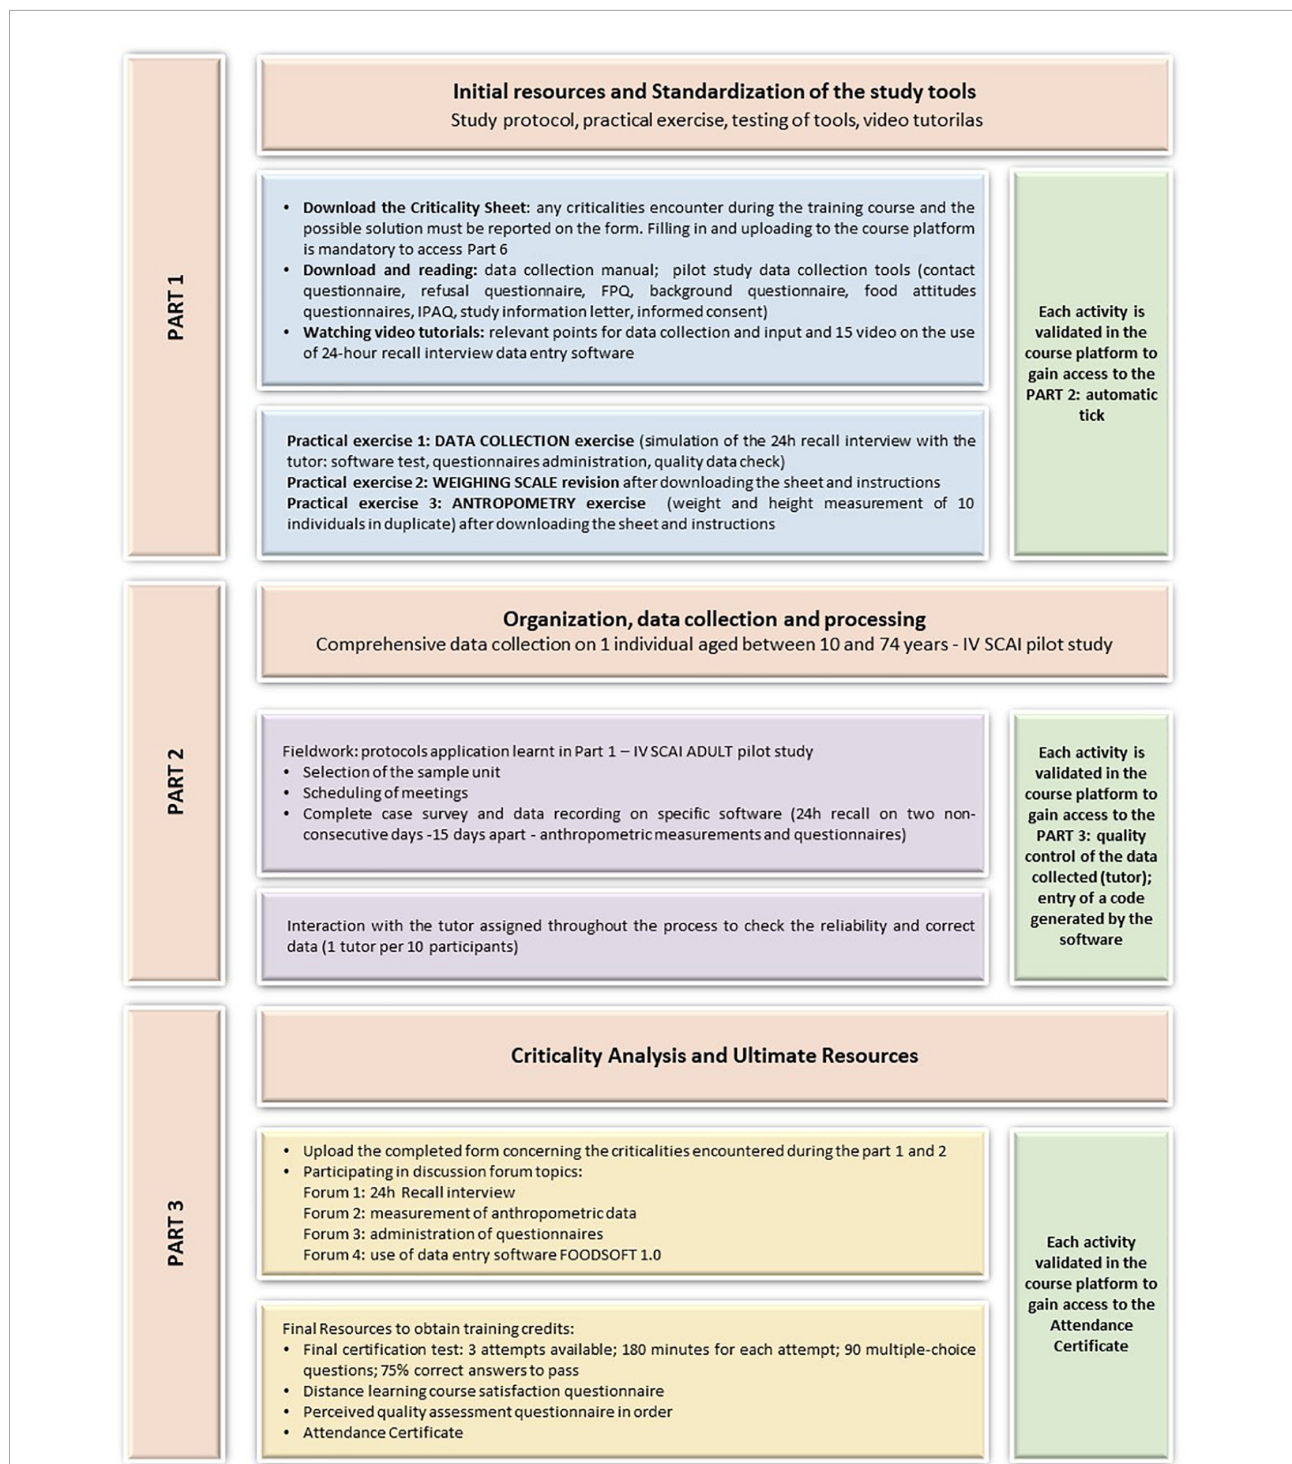 PART 1
Initial resources and Standardization of the study tools
Study protocol, practical exercise, testing of tools, video tutorilas
• Download the Criticality Sheet: any criticalities encounter during the training course and the
possible solution must be reported on the form. Filling in and uploading to the course platform
is mandatory to access Part 6
• Download and reading: data collection manual; pilot study data collection tools (contact
questionnaire, refusal questionnaire, FPQ, background questionnaire, food attitudes
questionnaires, IPAQ, study information letter, informed consent)
• Watching video tutorials: relevant points for data collection and input and 15 video on the use
of 24-hour recall interview data entry software
Practical exercise 1: DATA COLLECTION exercise (simulation of the 24h recall interview with the
tutor: software test, questionnaires administration, quality data check)
Practical exercise 2: WEIGHING SCALE revision after downloading the sheet and instructions
Practical exercise 3: ANTROPOMETRY exercise (weight and height measurement of 10
individuals in duplicate) after downloading the sheet and instructions
Each activity is
validated in the
course platform to
gain access to the
PART 2: automatic
tick
PART 2
Organization, data collection and processing
Comprehensive data collection on 1 individual aged between 10 and 74 years - IV SCAI pilot study
Fieldwork: protocols application learnt in Part 1 – IV SCAI ADULT pilot study
• Selection of the sample unit
• Scheduling of meetings
• Complete case survey and data recording on specific software (24h recall on two non-
consecutive days -15 days apart - anthropometric measurements and questionnaires)
Interaction with the tutor assigned throughout the process to check the reliability and correct
data (1 tutor per 10 participants)
Each activity is
validated in the
course platform to
gain access to the
PART 3: quality
control of the data
collected (tutor);
entry of a code
generated by the
software
PART 3
Criticality Analysis and Ultimate Resources
• Upload the completed form concerning the criticalities encountered during the part 1 and 2
• Participating in discussion forum topics:
Forum 1: 24h Recall interview
Forum 2: measurement of anthropometric data
Forum 3: administration of questionnaires
Forum 4: use of data entry software FOODSOFT 1.0
Final Resources to obtain training credits:
• Final certification test: 3 attempts available; 180 minutes for each attempt; 90 multiple-choice
questions; 75% correct answers to pass
• Distance learning course satisfaction questionnaire
• Perceived quality assessment questionnaire in order
• Attendance Certificate
Each activity
validated in the
course platform to
gain access to the
Attendance
Certificate